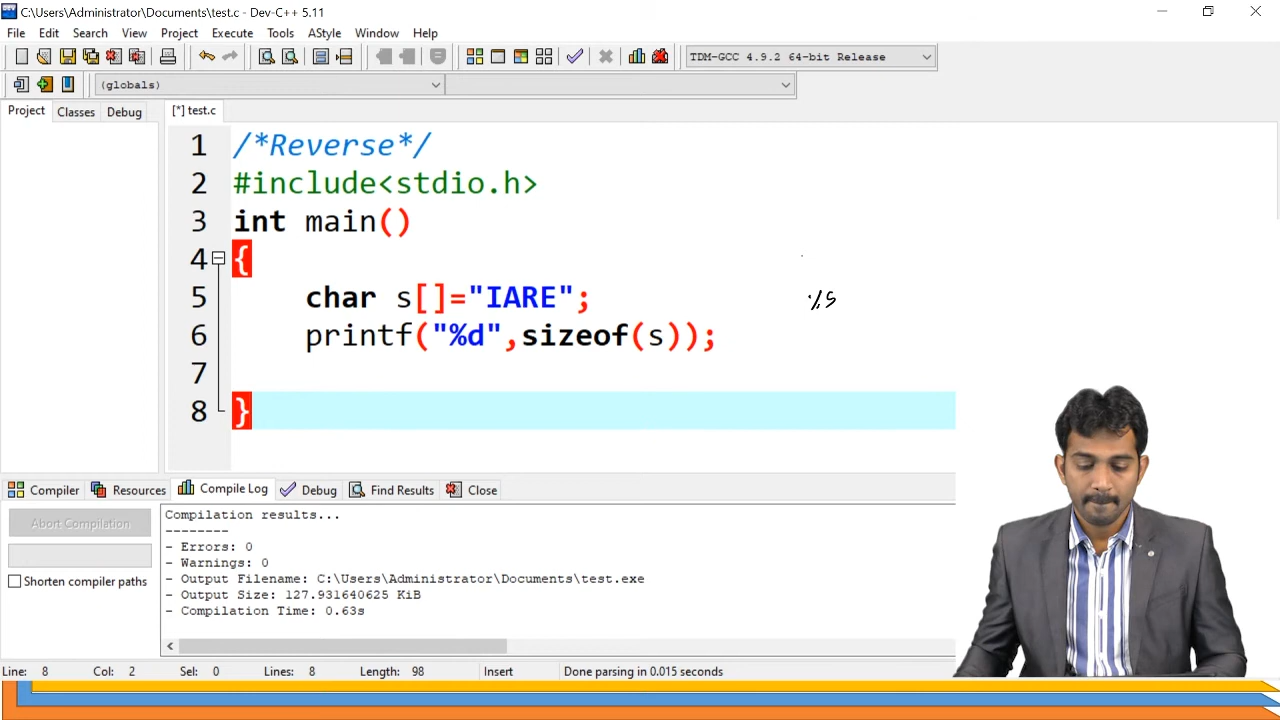 C:\Users\Administrator\Documents\test.c - Dev-C++ 5.11
File Edit Search View Project Execute Tools AStyle Window Help
TDM-GCC 4.9.2 64-bit Release
(globals)
Project Classes Debug [*] test.c
1 /*Reverse*/
2 #include<stdio.h>
3 int main()
4 {
5 char s[]="IARE"; %s
6 printf("%d",sizeof(s));
7
8 }
Compiler Resources Compile Log Debug Find Results Close
Abort Compilation
Shorten compiler paths
Compilation results...
--------
- Errors: 0
- Warnings: 0
- Output Filename: C:\Users\Administrator\Documents\test.exe
- Output Size: 127.931640625 KiB
- Compilation Time: 0.63s
Line: 8 Col: 2 Sel: 0 Lines: 8 Length: 98 Insert Done parsing in 0.015 seconds